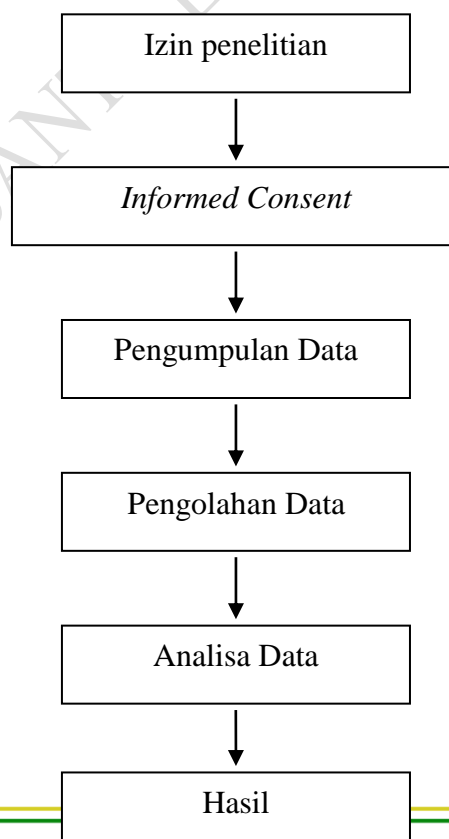 Izin penelitian
Informed Consent
Pengumpulan Data
Pengolahan Data
Analisa Data
Hasil